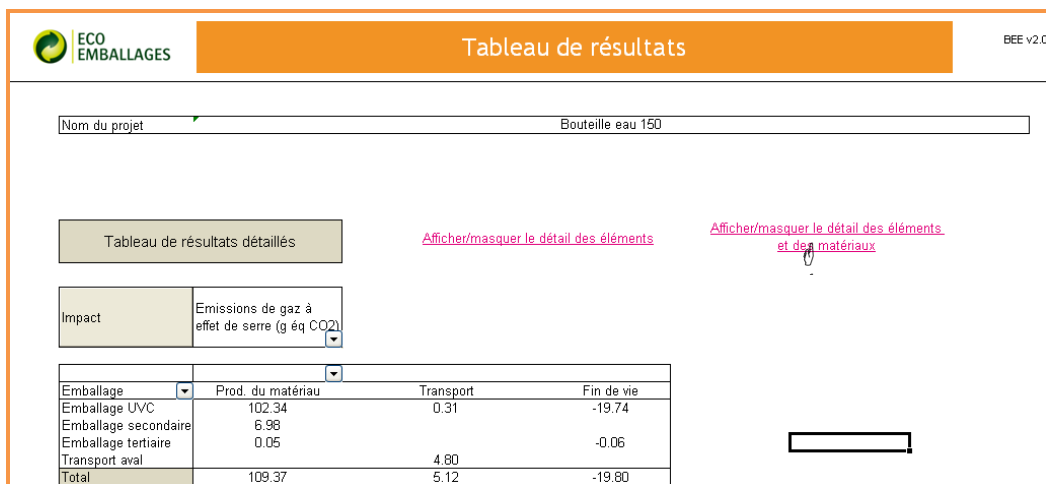 ECO
EMBALLAGES
Tableau de résultats
BEE v2.0
Nom du projet Bouteille eau 150
Tableau de résultats détaillés
Afficher/masquer le détail des éléments
Afficher/masquer le détail des éléments
et des matériaux
Impact
Emissions de gaz à
effet de serre (g éq CO2)
Emballage Prod. du matériau Transport Fin de vie
Emballage UVC 102.34 0.31 -19.74
Emballage secondaire 6.98
Emballage tertiaire 0.05 -0.06
Transport aval 4.80
Total 109.37 5.12 -19.80